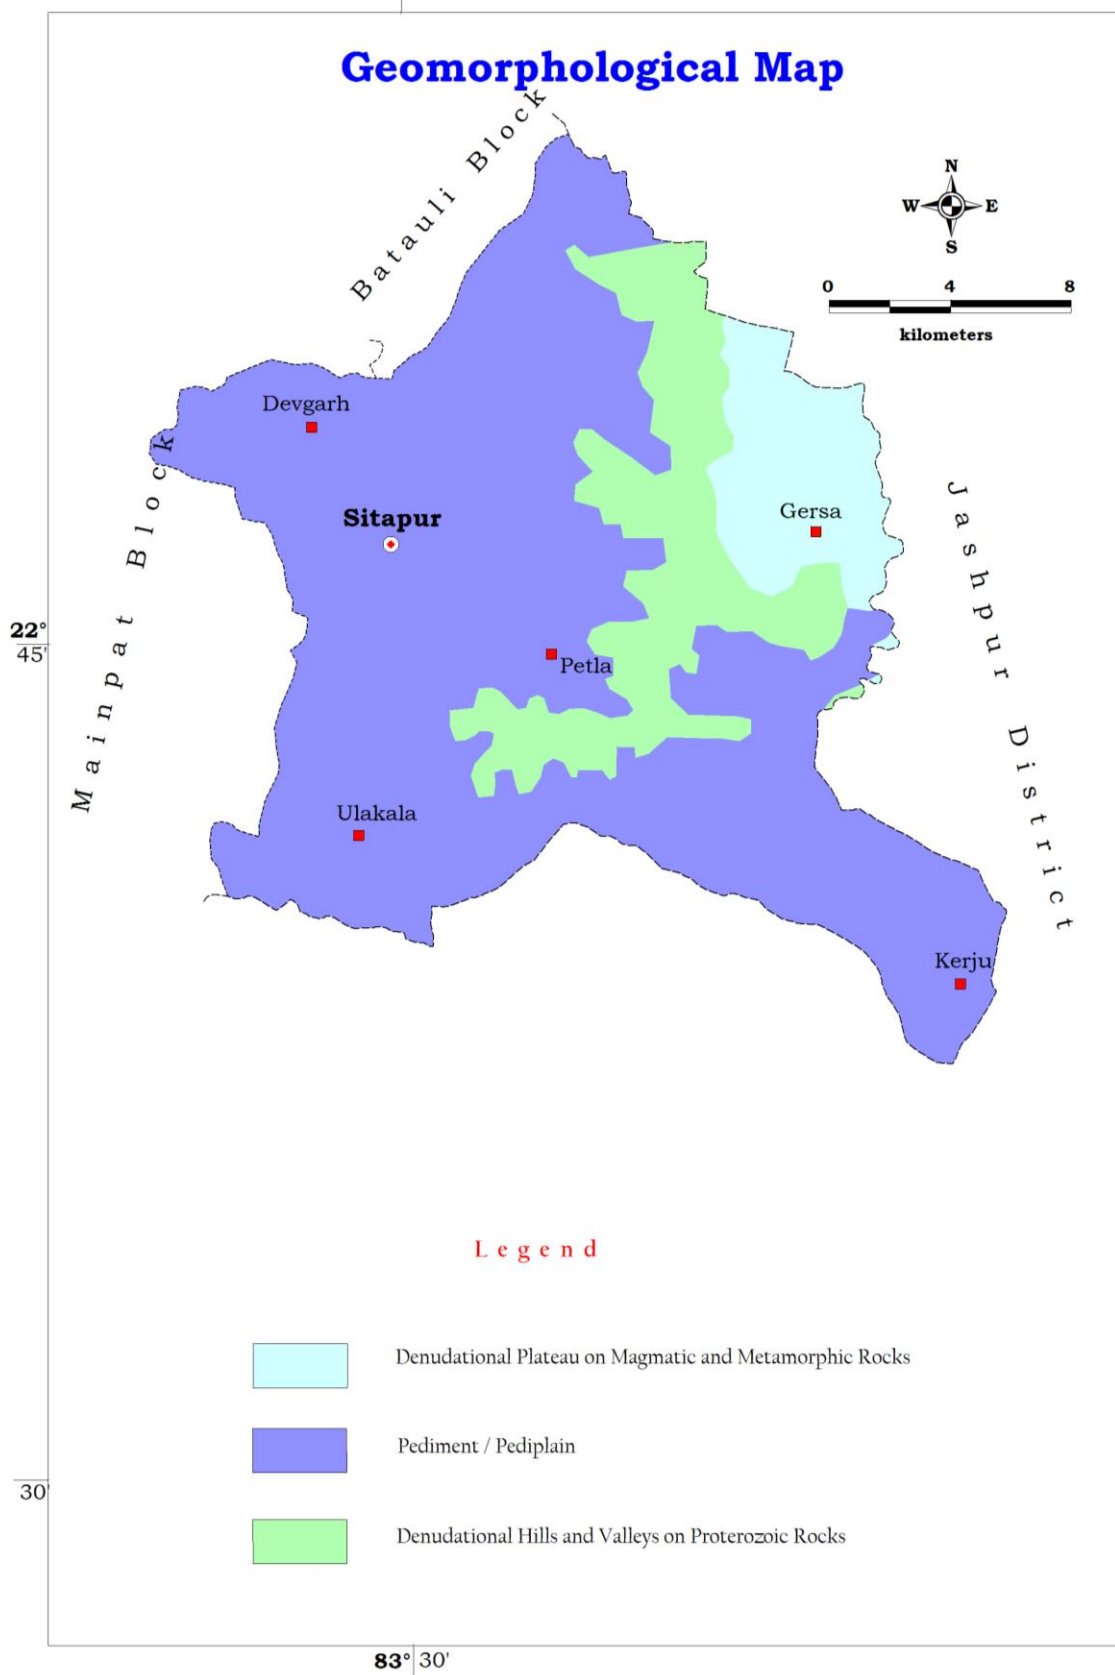 Geomorphological Map
Batauli Block
N
W E
S
0 4 8
kilometers
Devgarh
Mainpat Block
Sitapur
Gersa
Jashpur District
22°
45'
Petla
Ulakala
Kerju
Legend
Denudational Plateau on Magmatic and Metamorphic Rocks
Pediment / Pediplain
30'
Denudational Hills and Valleys on Proterozoic Rocks
83° 30'